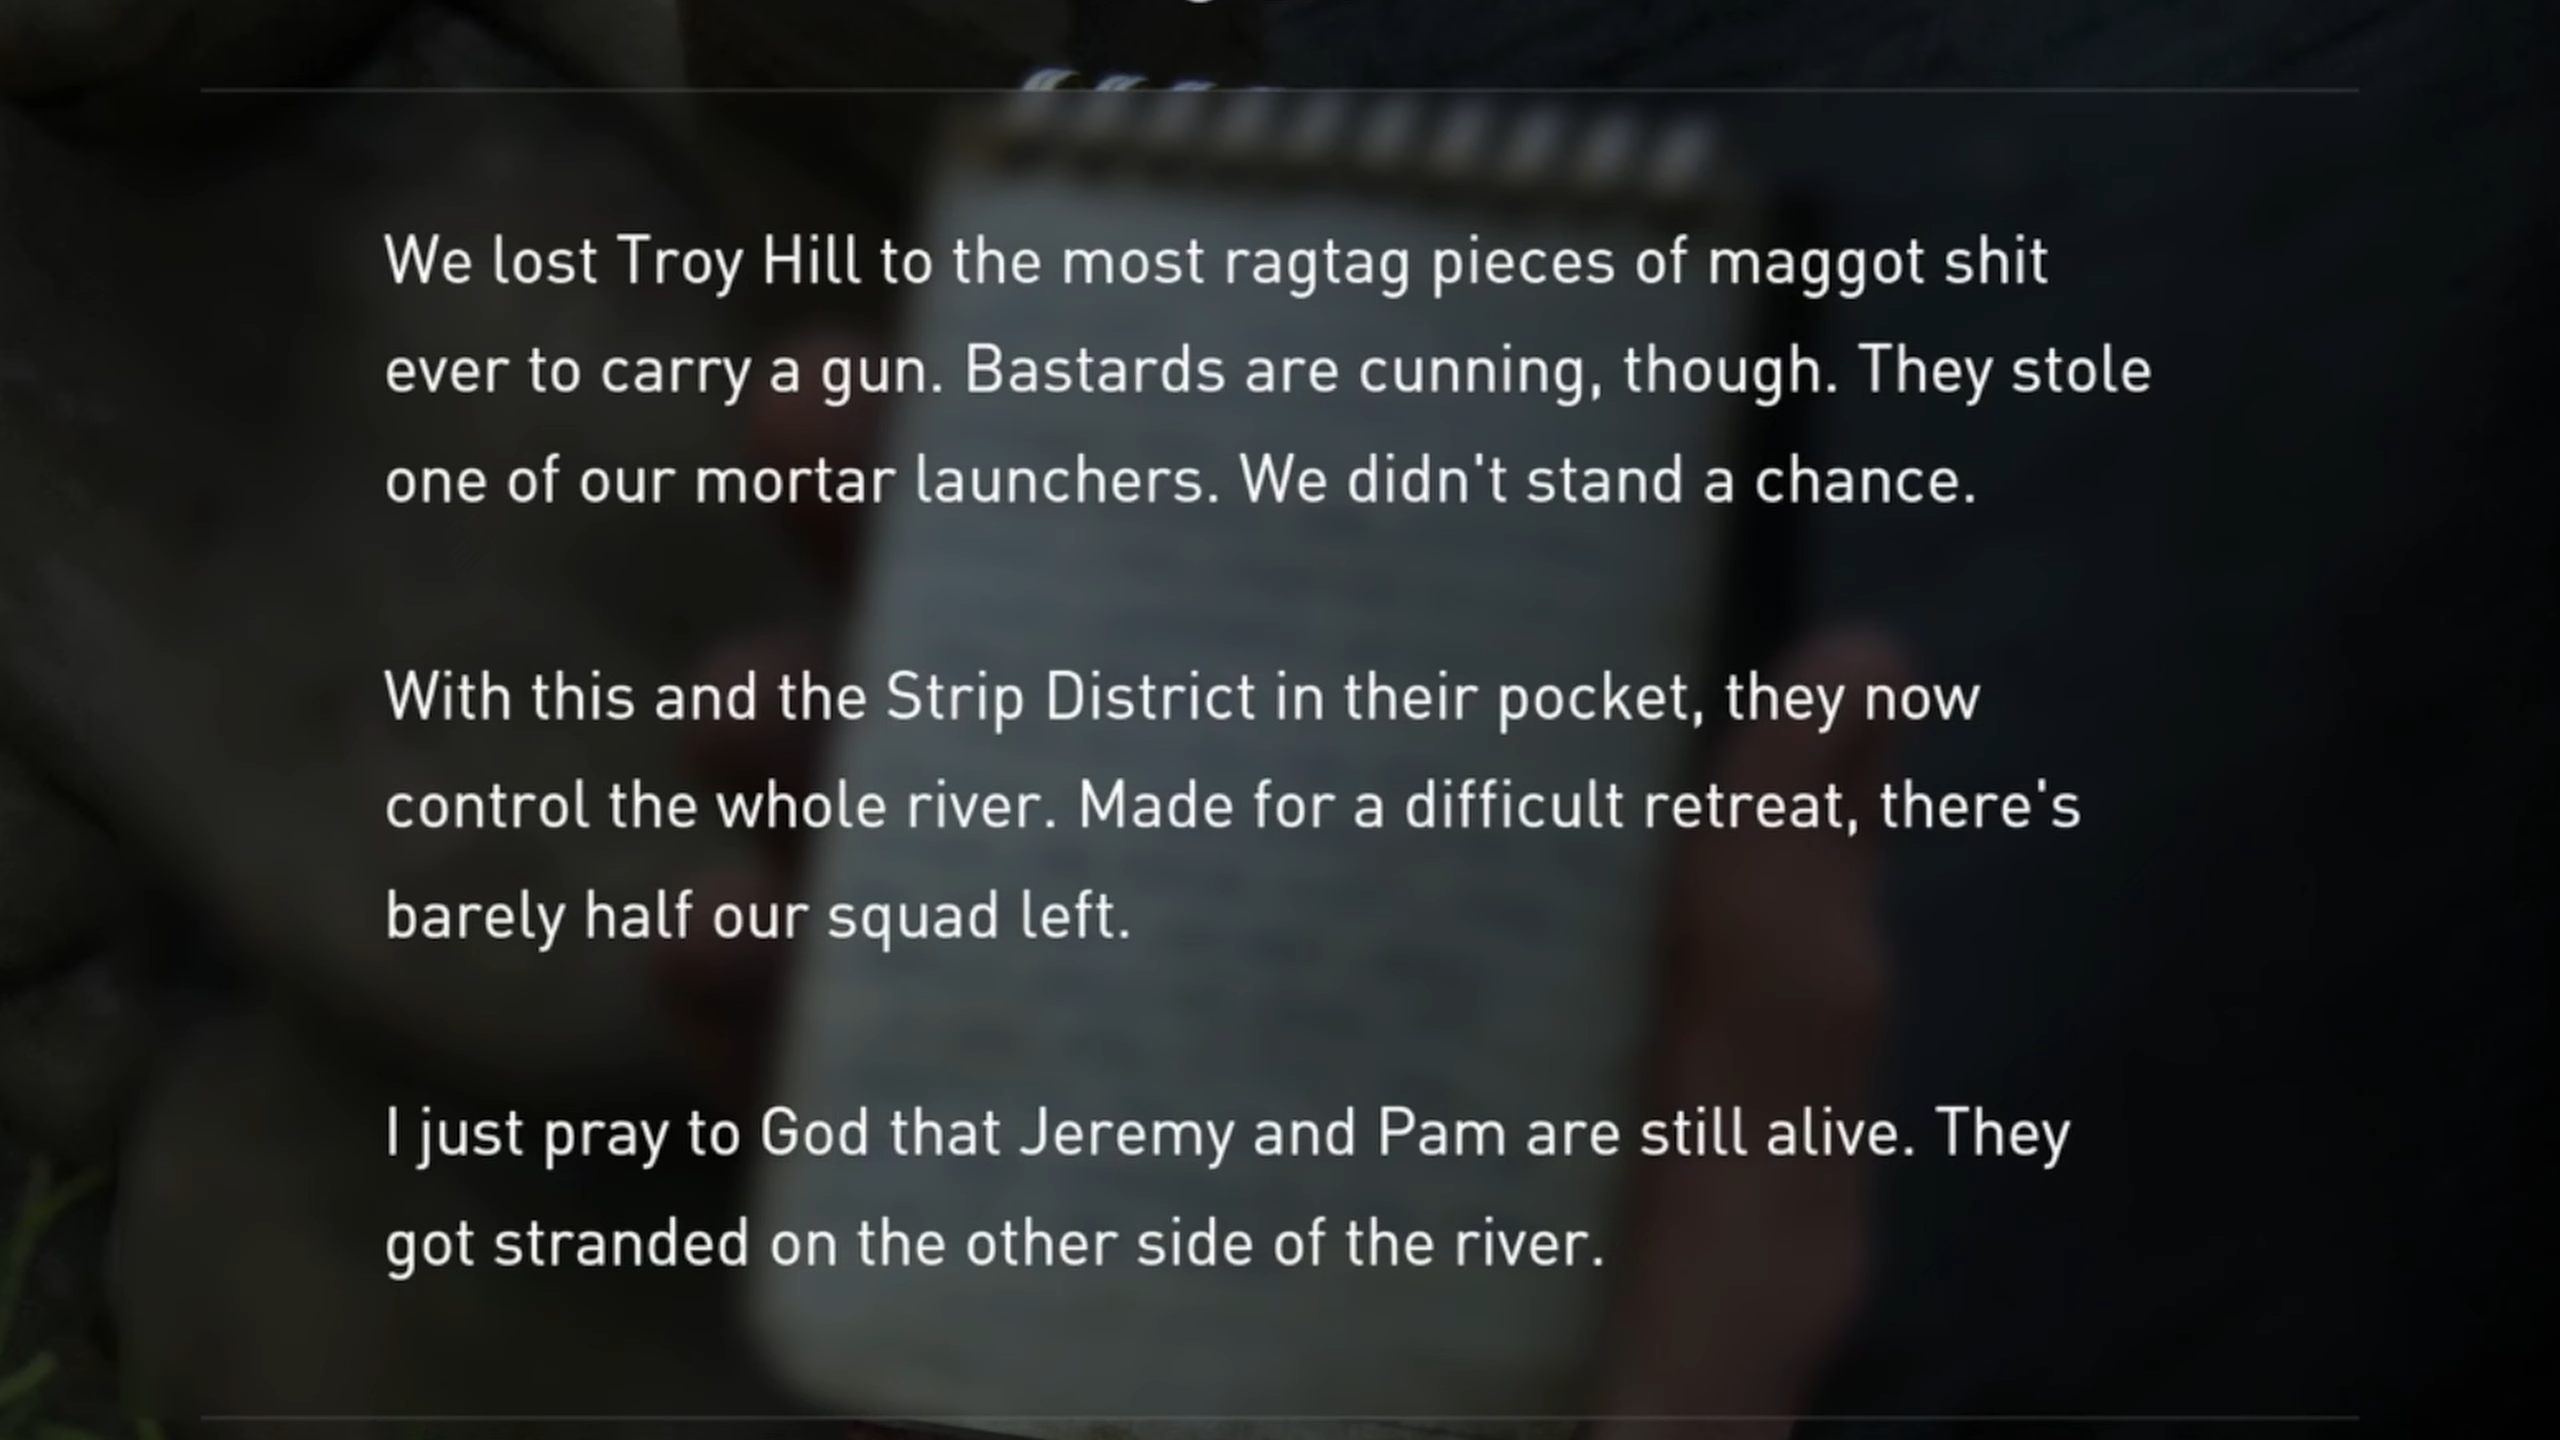 We lost Troy Hill to the most ragtag pieces of maggot shit
ever to carry a gun. Bastards are cunning, though. They stole
one of our mortar launchers. We didn't stand a chance.
With this and the Strip District in their pocket, they now
control the whole river. Made for a difficult retreat, there's
barely half our squad left.
I just pray to God that Jeremy and Pam are still alive. They
got stranded on the other side of the river.